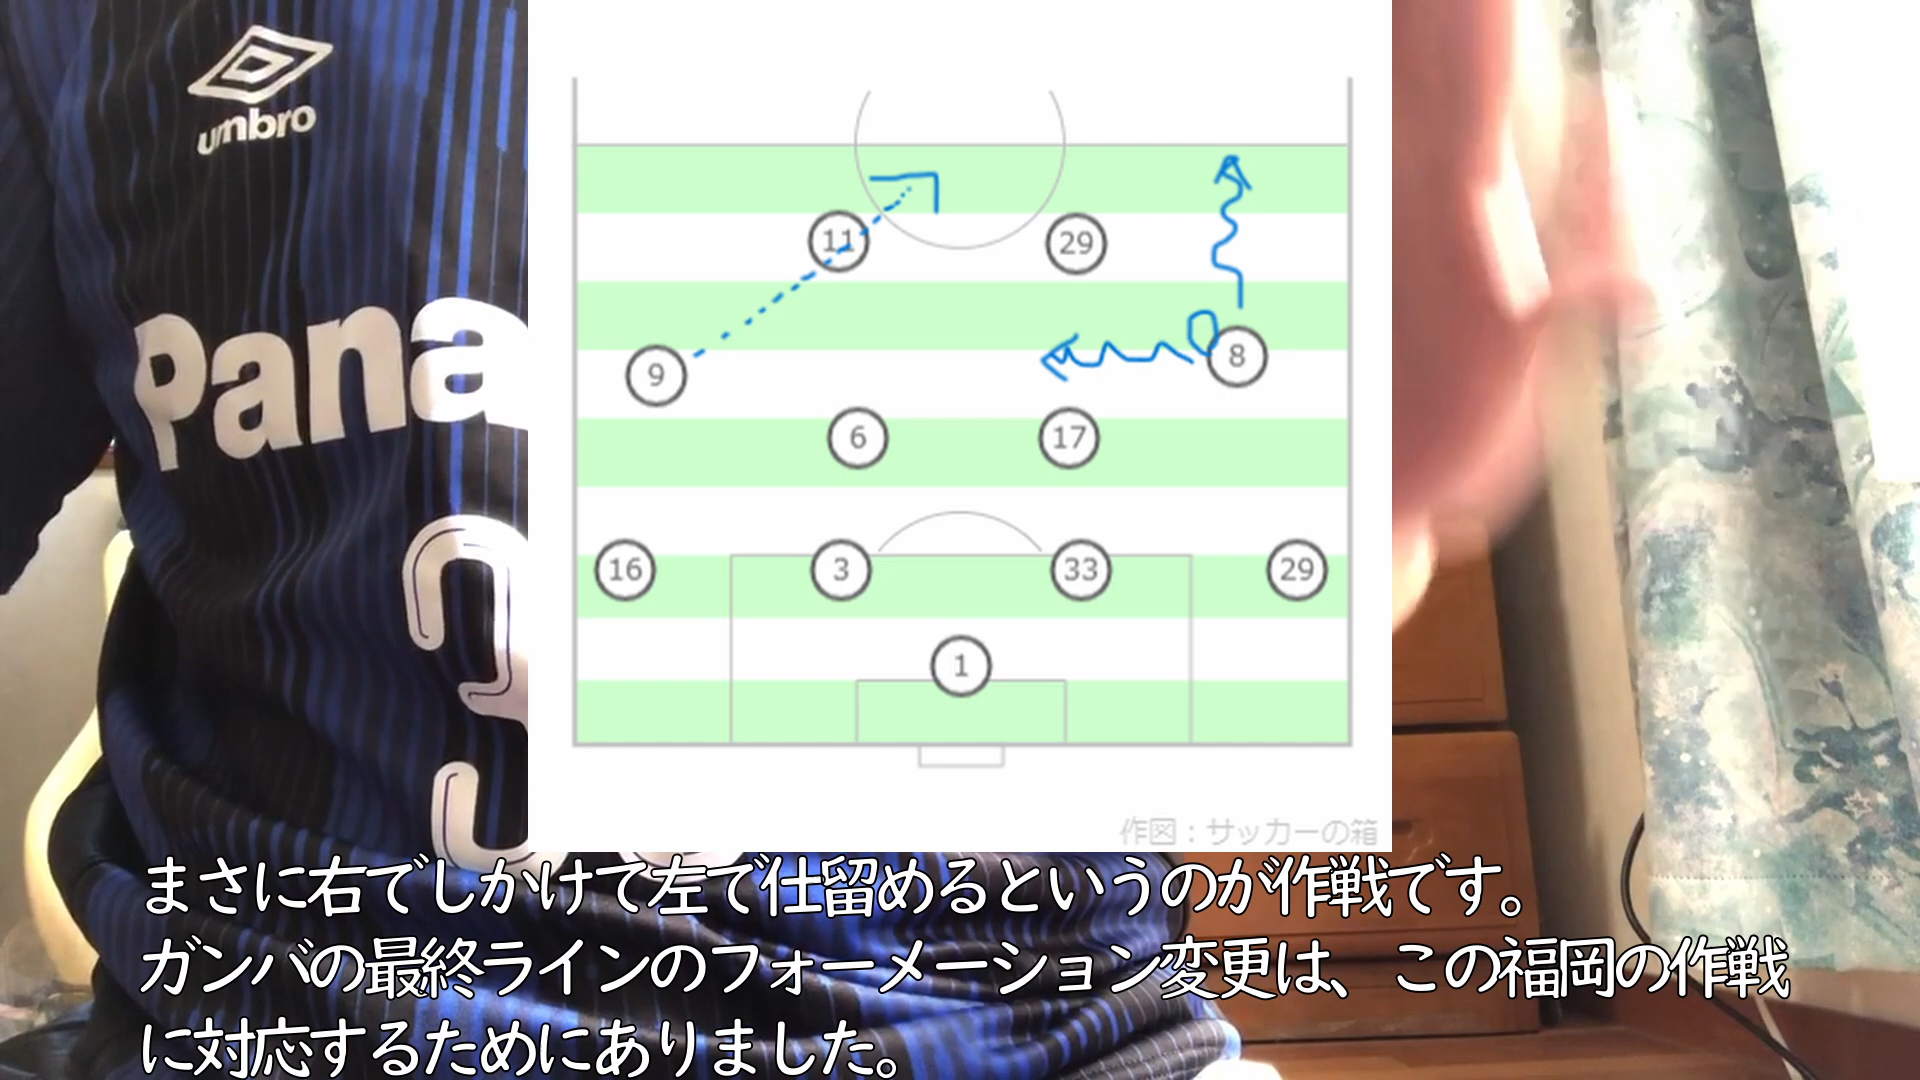 umbro
Pana
11
29
9
8
6
17
16
3
33
29
1
作図：サッカーの箱
まさに右でしかけて左で仕留めるというのが作戦です。
ガンバの最終ラインのフォーメーション変更は、この福岡の作戦
に対応するためにありました。